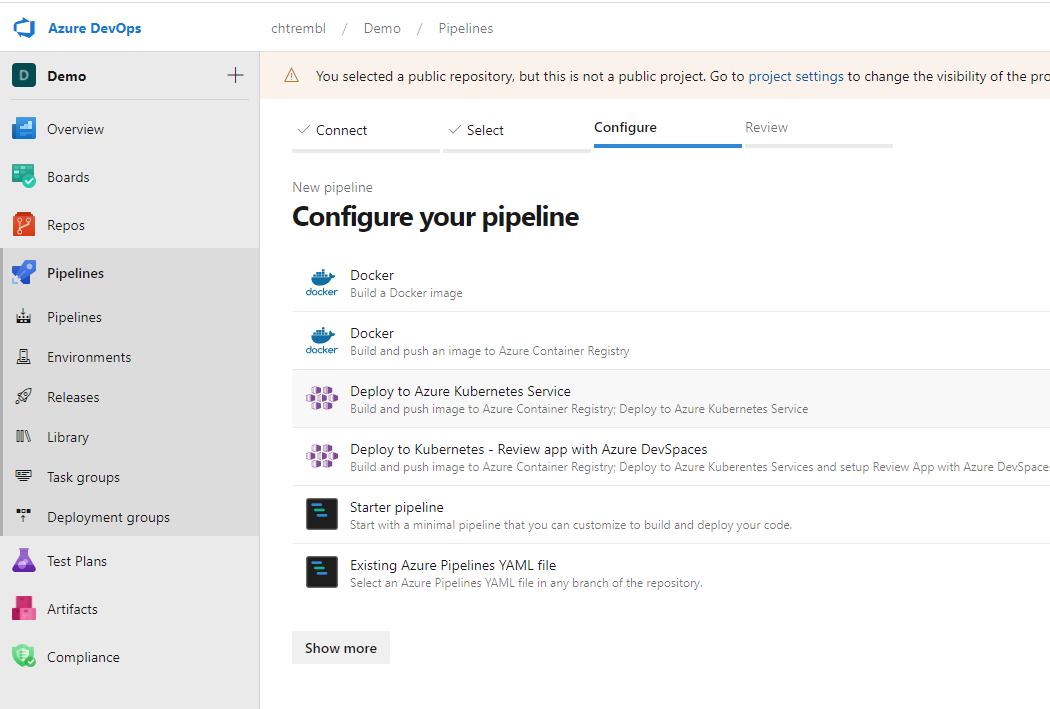 Azure DevOps
chtrembl / Demo / Pipelines
D Demo
Overview
Boards
Repos
Pipelines
Pipelines
Environments
Releases
Library
Task groups
Deployment groups
Test Plans
Artifacts
Compliance
You selected a public repository, but this is not a public project. Go to project settings to change the visibility of the pro
Connect Select Configure Review
New pipeline
Configure your pipeline
docker
Docker
Build a Docker image
docker
Docker
Build and push an image to Azure Container Registry
Deploy to Azure Kubernetes Service
Build and push image to Azure Container Registry; Deploy to Azure Kubernetes Service
Deploy to Kubernetes - Review app with Azure DevSpaces
Build and push image to Azure Container Registry; Deploy to Azure Kuberentes Services and setup Review App with Azure DevSpaces
Starter pipeline
Start with a minimal pipeline that you can customize to build and deploy your code.
Existing Azure Pipelines YAML file
Select an Azure Pipelines YAML file in any branch of the repository.
Show more